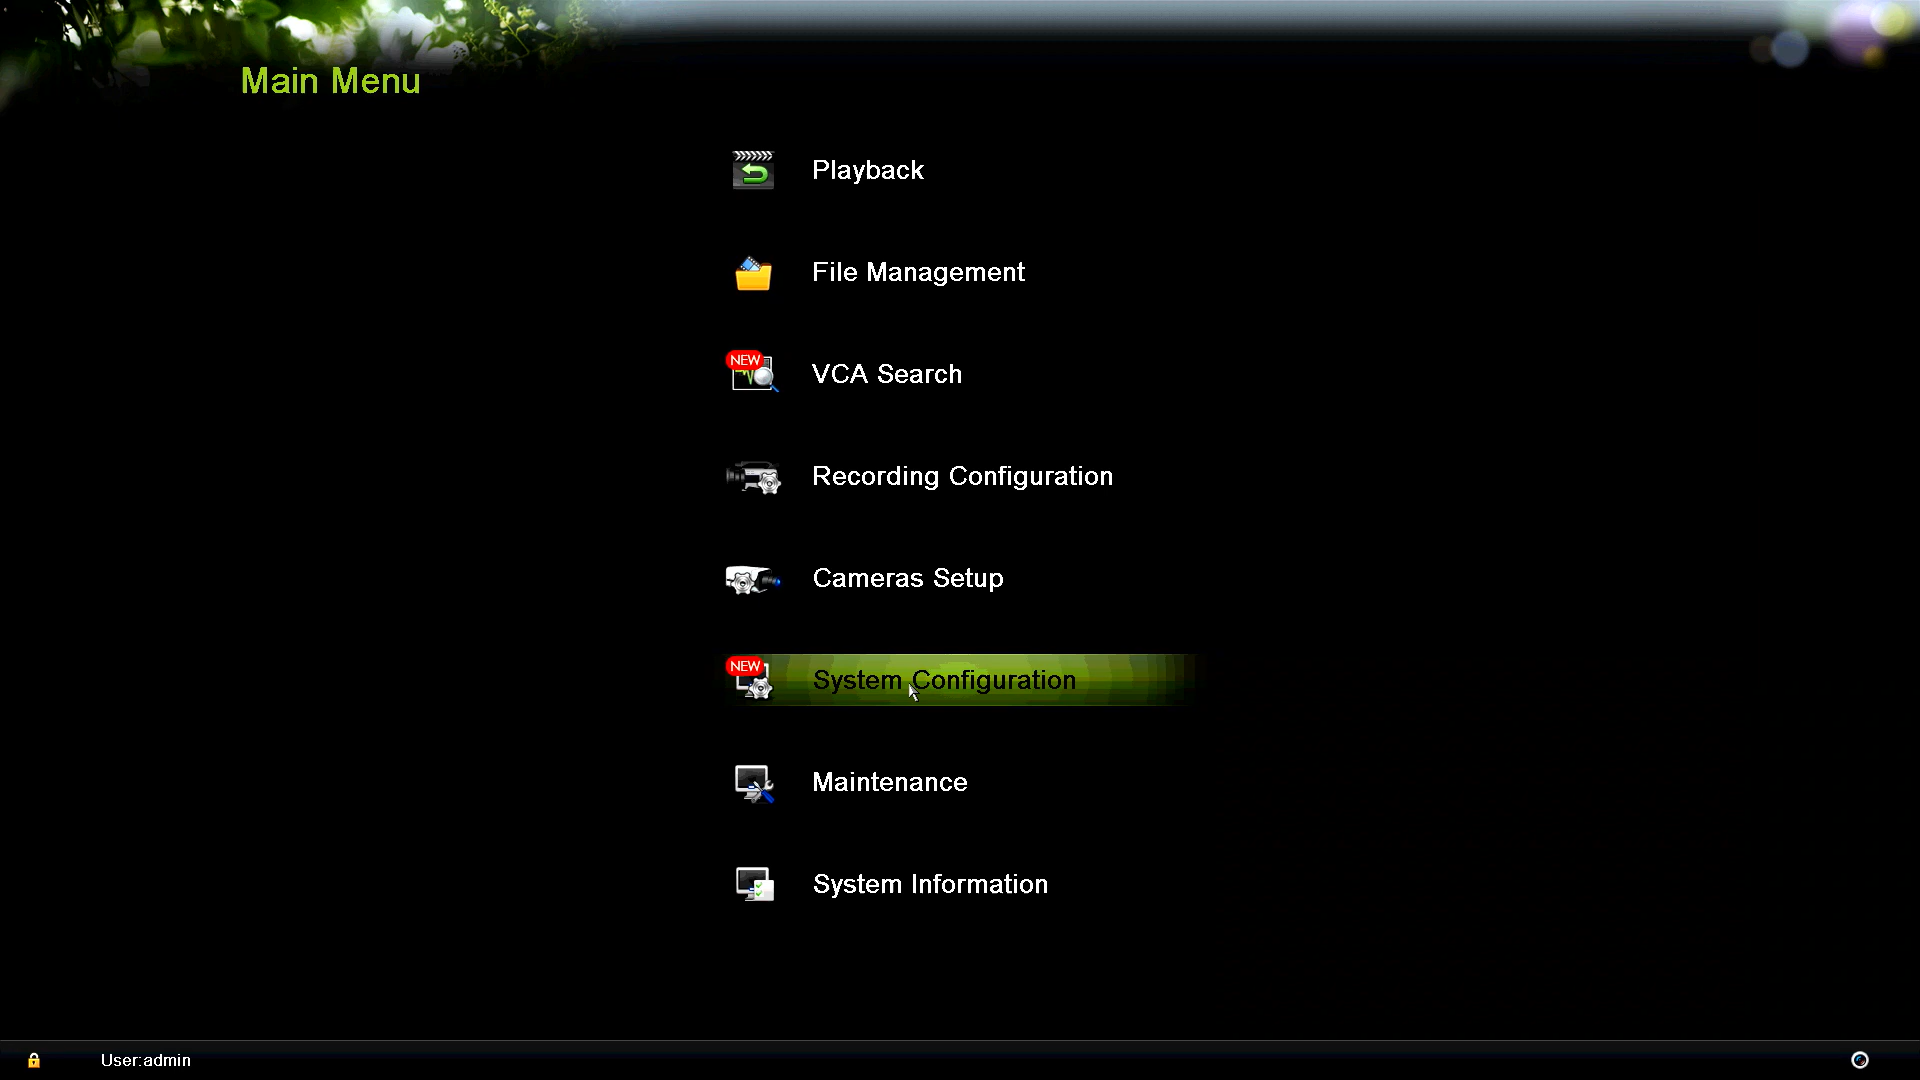 Main Menu
Playback
File Management
NEW
VCA Search
Recording Configuration
Cameras Setup
NEW
System Configuration
Maintenance
System Information
User:admin